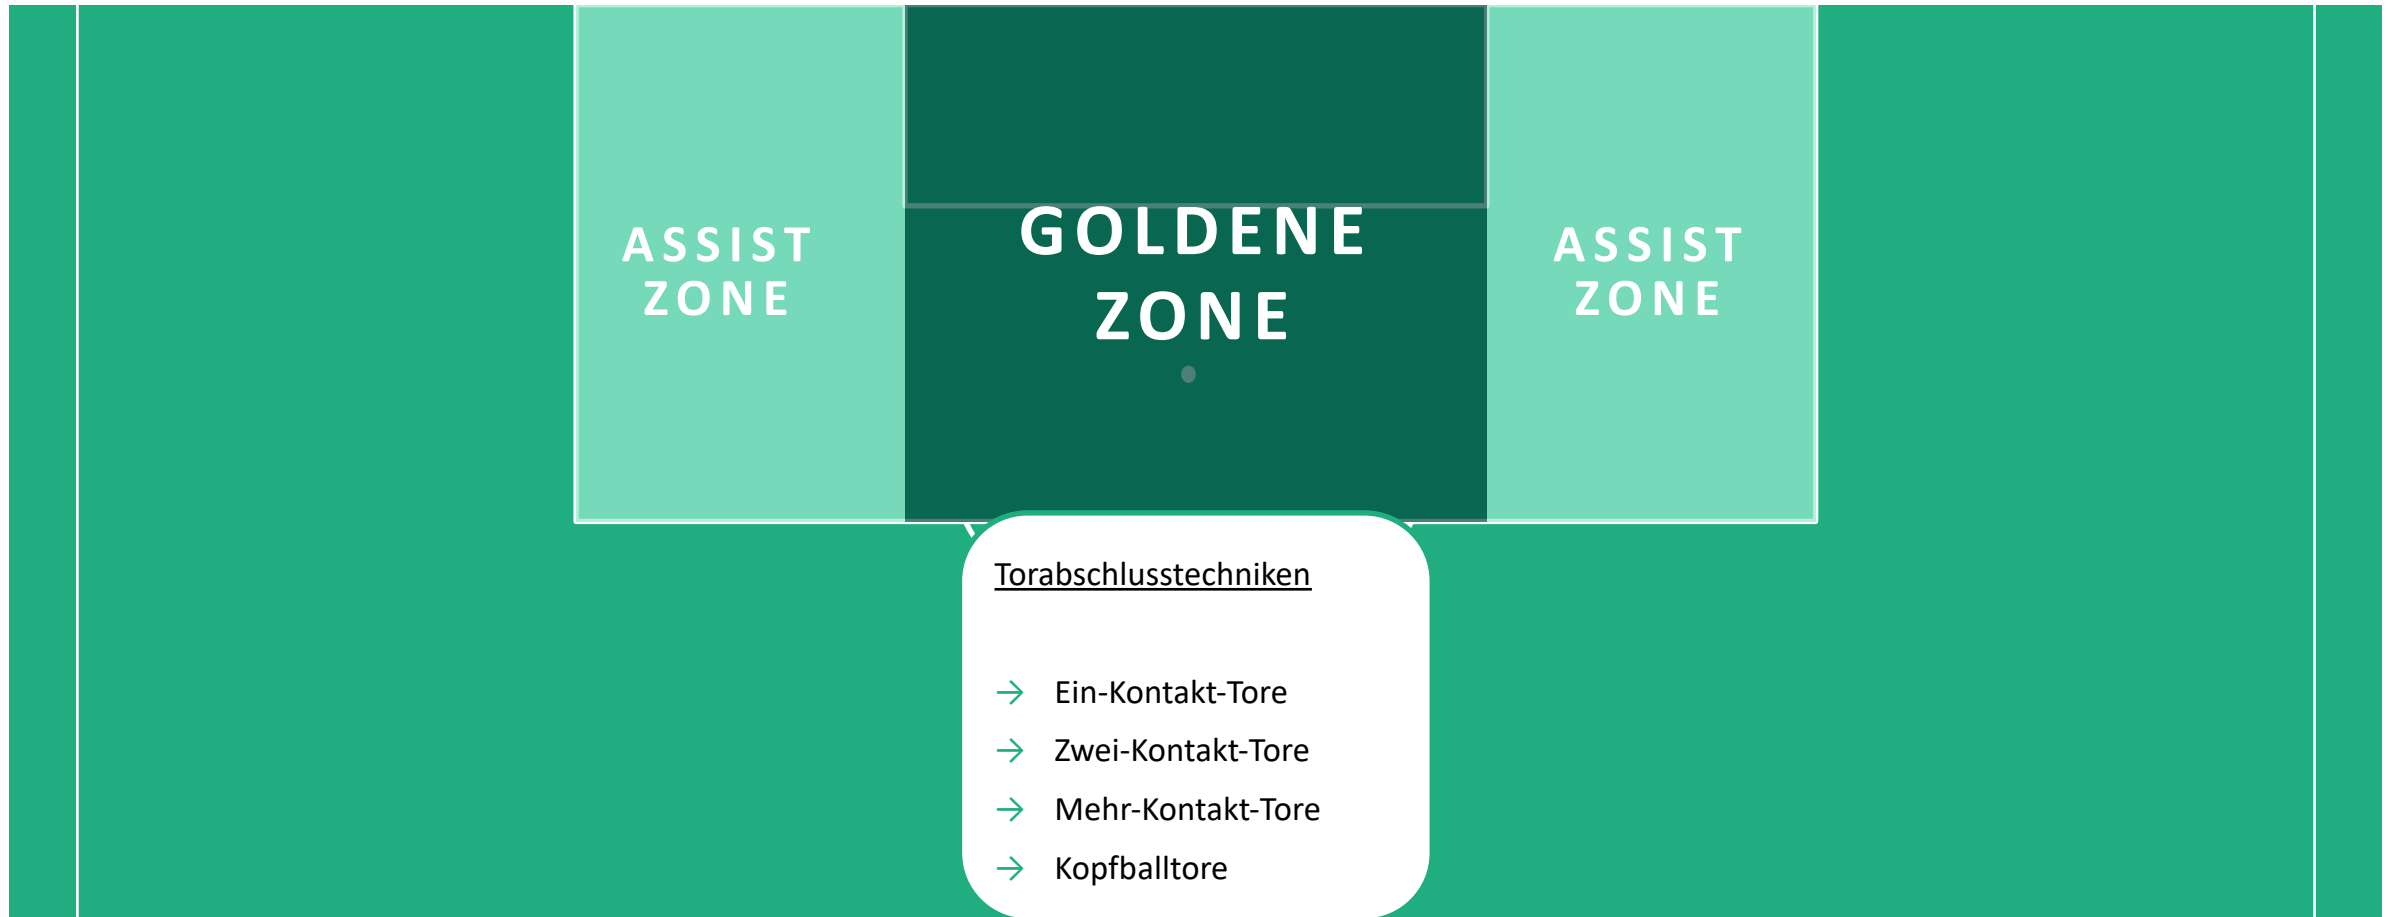 ASSIST
ZONE
GOLDENE
ZONE
ASSIST
ZONE
Torabschlusstechniken
→ Ein-Kontakt-Tore
→ Zwei-Kontakt-Tore
→ Mehr-Kontakt-Tore
→ Kopfballtore